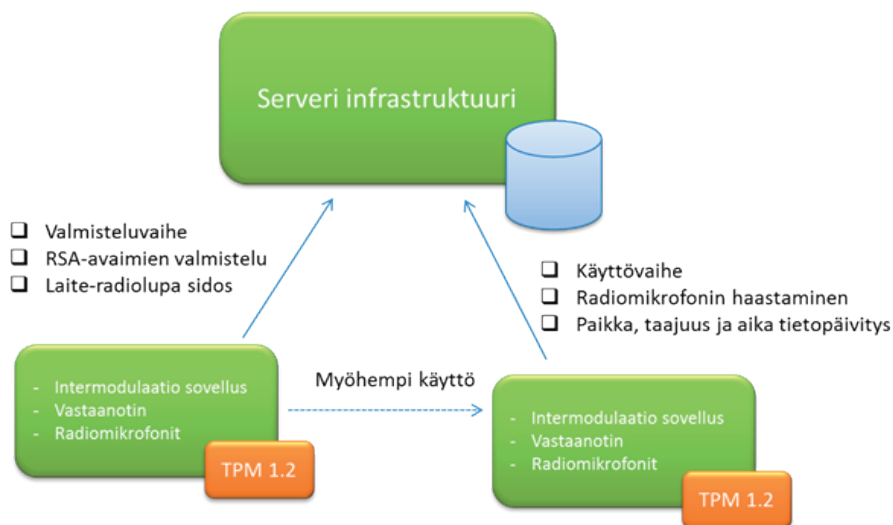 Serveri infrastruktuuri
❑ Valmisteluvaihe
❑ RSA-avaimien valmistelu
❑ Laite-radiolupa sidos
❑ Käyttövaihe
❑ Radiomikrofonin haastaminen
❑ Paikka, taajuus ja aika tietopäivitys
- Intermodulaatio sovellus
- Vastaanotin
- Radiomikrofonit
TPM 1.2
Myöhempi käyttö
- Intermodulaatio sovellus
- Vastaanotin
- Radiomikrofonit
TPM 1.2